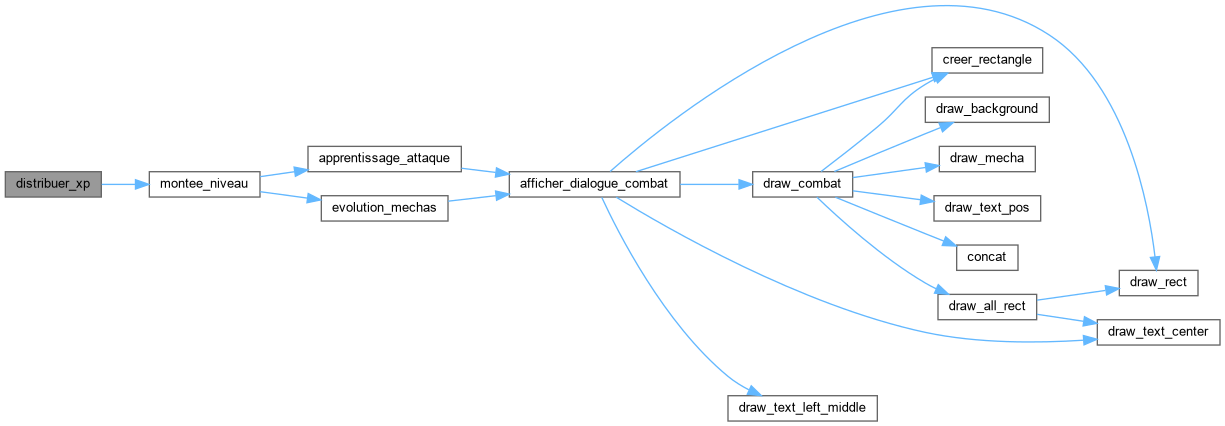 distribuer_xp
montee_niveau
apprentissage_attaque
evolution_mechas
afficher_dialogue_combat
draw_combat
creer_rectangle
draw_background
draw_mecha
draw_text_pos
concat
draw_all_rect
draw_rect
draw_text_center
draw_text_left_middle